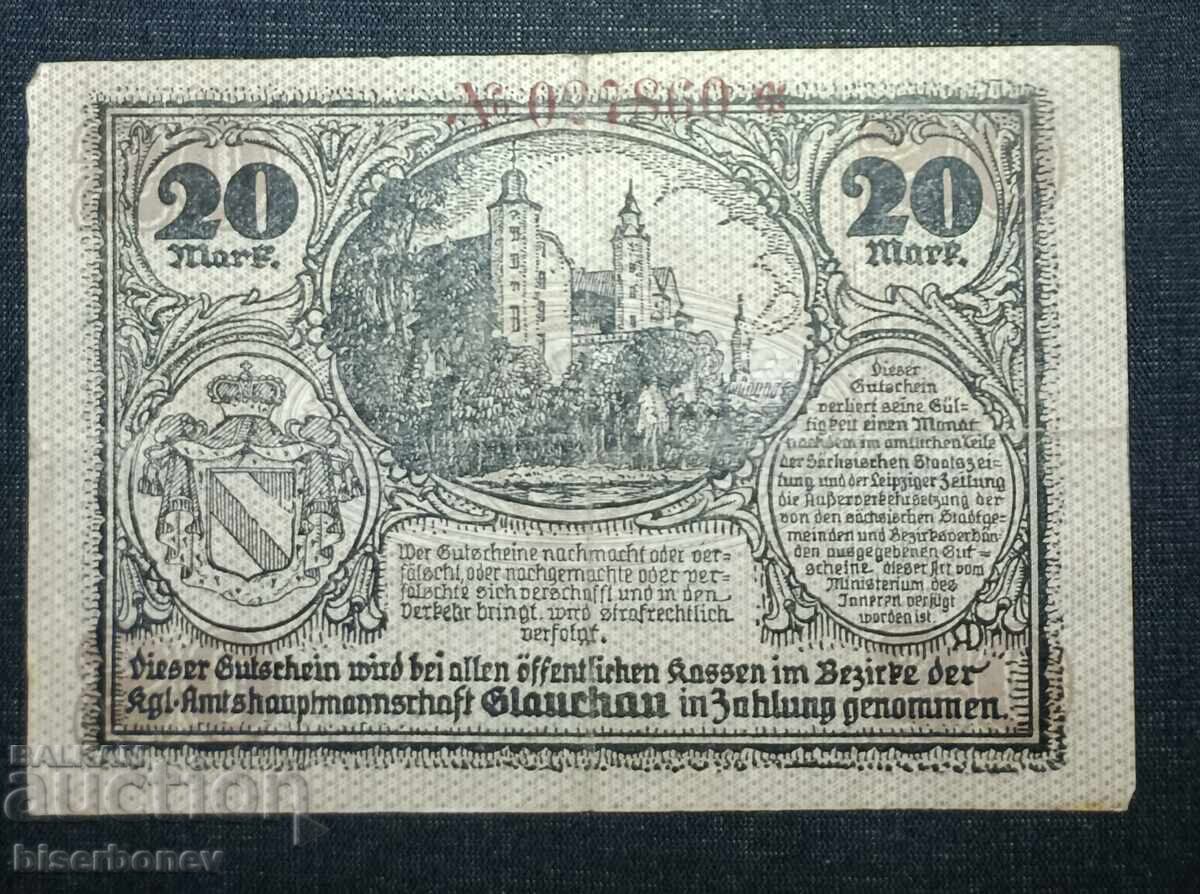 № 027860 *
20
Mark.
20
Mark.
Dieser
Gutschein
verliert seine Gül=
tigkeit einen Monat
nachdem im amtlichen Teile
der Sächsischen Staatszei=
tung und der Leipziger Zeitung
die Außerverkehrsetzung der
von den sächsischen Stadtge=
meinden und Bezirksverbän=
den ausgegebenen Gut=
scheine dieser Art vom
Ministerium des
Inneren verfügt
worden ist.
Wer Gutscheine nachmacht oder ver=
fälscht, oder nachgemachte oder ver=
fälschte sich verschafft und in den
Verkehr bringt, wird strafrechtlich
verfolgt.
Dieser Gutschein wird bei allen öffentlichen Kassen im Bezirke der
Kgl. Amtshauptmannschaft Glauchau in Zahlung genommen.
BALKAN
auction
biserboney